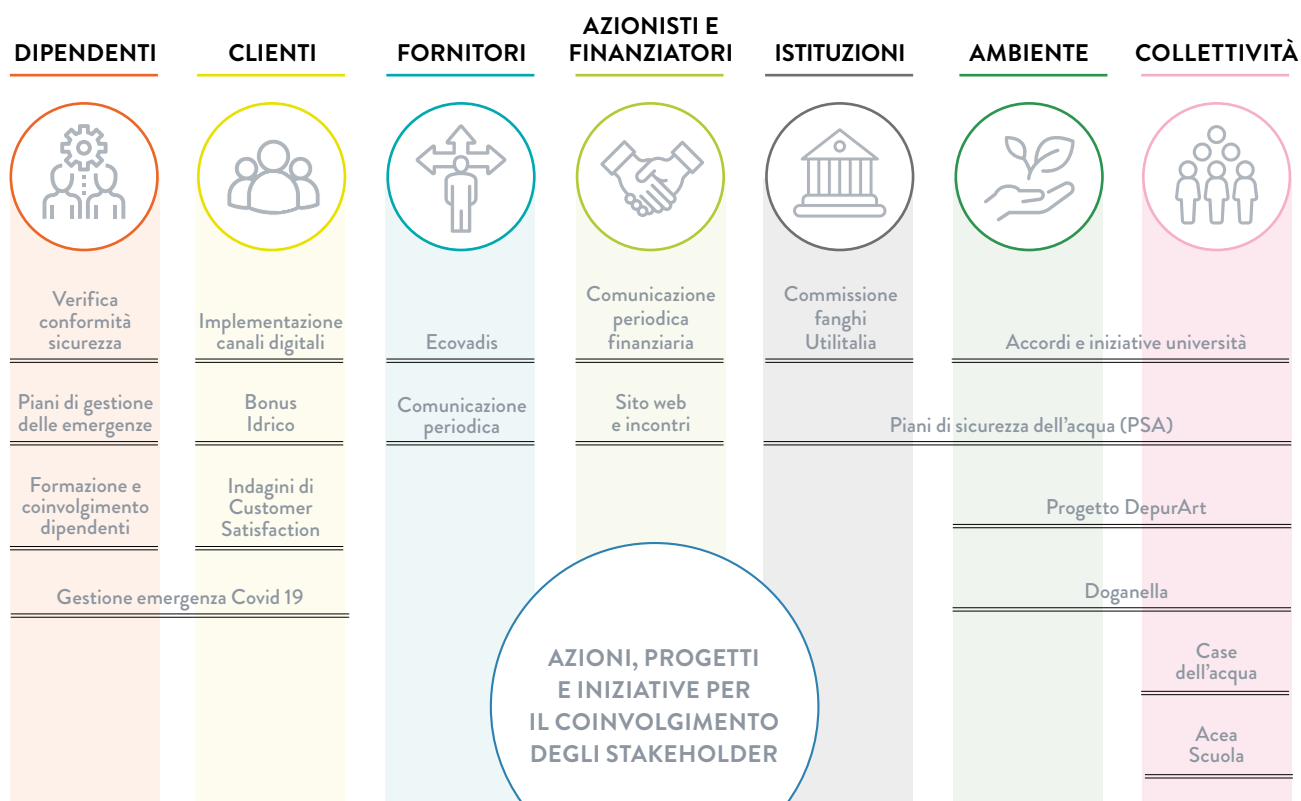 DIPENDENTI
CLIENTI
FORNITORI
AZIONISTI E
FINANZIATORI
ISTITUZIONI
AMBIENTE
COLLETTIVITÀ
Verifica
conformità
sicurezza
Implementazione
canali digitali
Ecovadis
Comunicazione
periodica
finanziaria
Commissione
fanghi
Utilitalia
Accordi e iniziative università
Piani di gestione
delle emergenze
Bonus
Idrico
Comunicazione
periodica
Sito web
e incontri
Piani di sicurezza dell'acqua (PSA)
Formazione e
coinvolgimento
dipendenti
Indagini di
Customer
Satisfaction
Progetto DepurArt
Gestione emergenza Covid 19
Doganella
Case
dell'acqua
Acea
Scuola
AZIONI, PROGETTI
E INIZIATIVE PER
IL COINVOLGIMENTO
DEGLI STAKEHOLDER